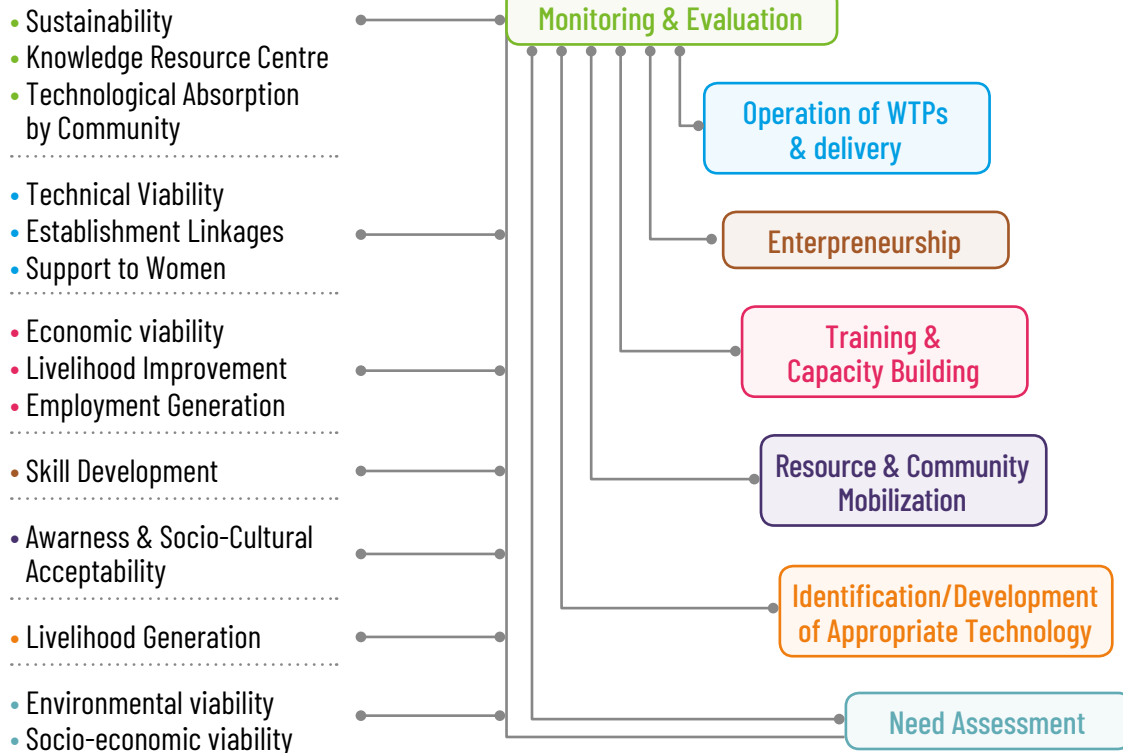 • Sustainability
• Knowledge Resource Centre
• Technological Absorption
by Community
• Technical Viability
• Establishment Linkages
• Support to Women
• Economic viability
• Livelihood Improvement
• Employment Generation
• Skill Development
• Awarness & Socio-Cultural
Acceptability
• Livelihood Generation
• Environmental viability
• Socio-economic viability
Monitoring & Evaluation
Operation of WTPs
& delivery
Enterpreneurship
Training &
Capacity Building
Resource & Community
Mobilization
Identification/Development
of Appropriate Technology
Need Assessment